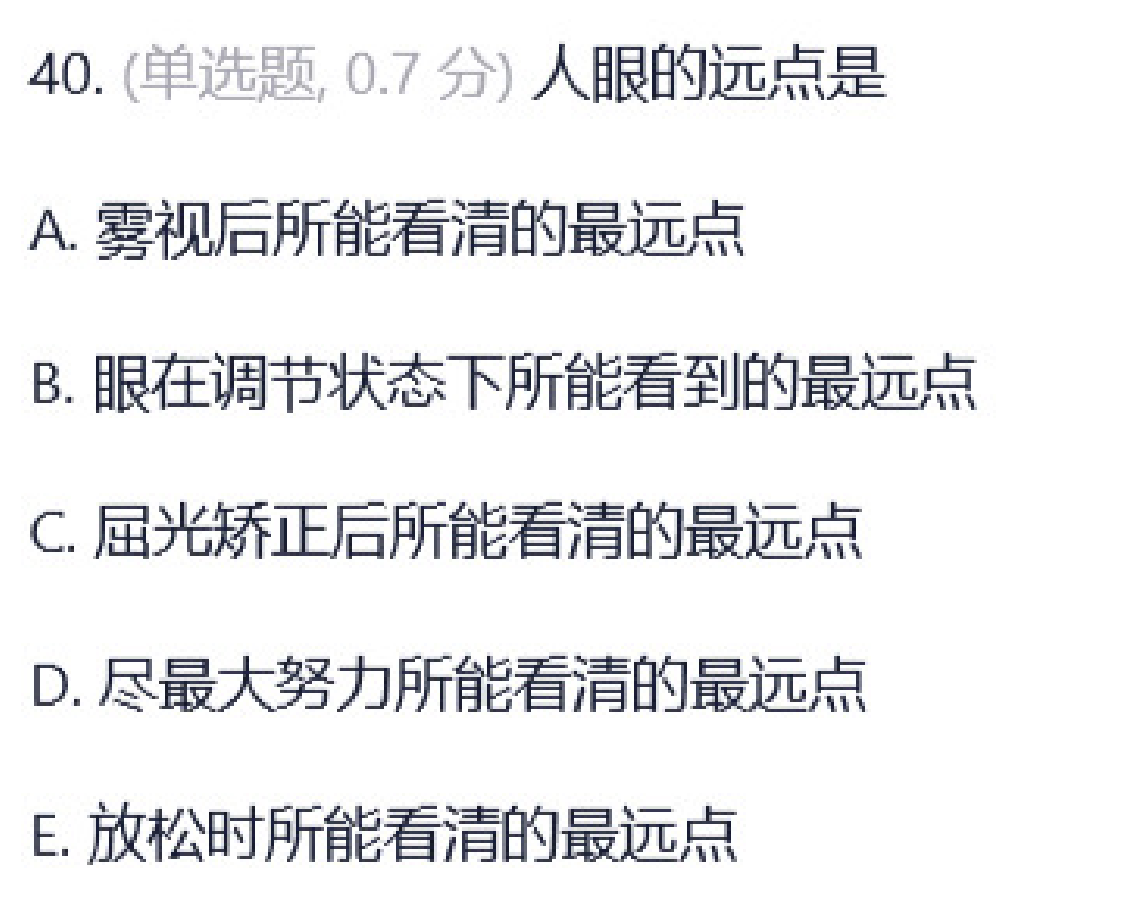 40. (单选题, 0.7 分) 人眼的远点是
A. 雾视后所能看清的最远点
B. 眼在调节状态下所能看到的最远点
C. 屈光矫正后所能看清的最远点
D. 尽最大努力所能看清的最远点
E. 放松时所能看清的最远点